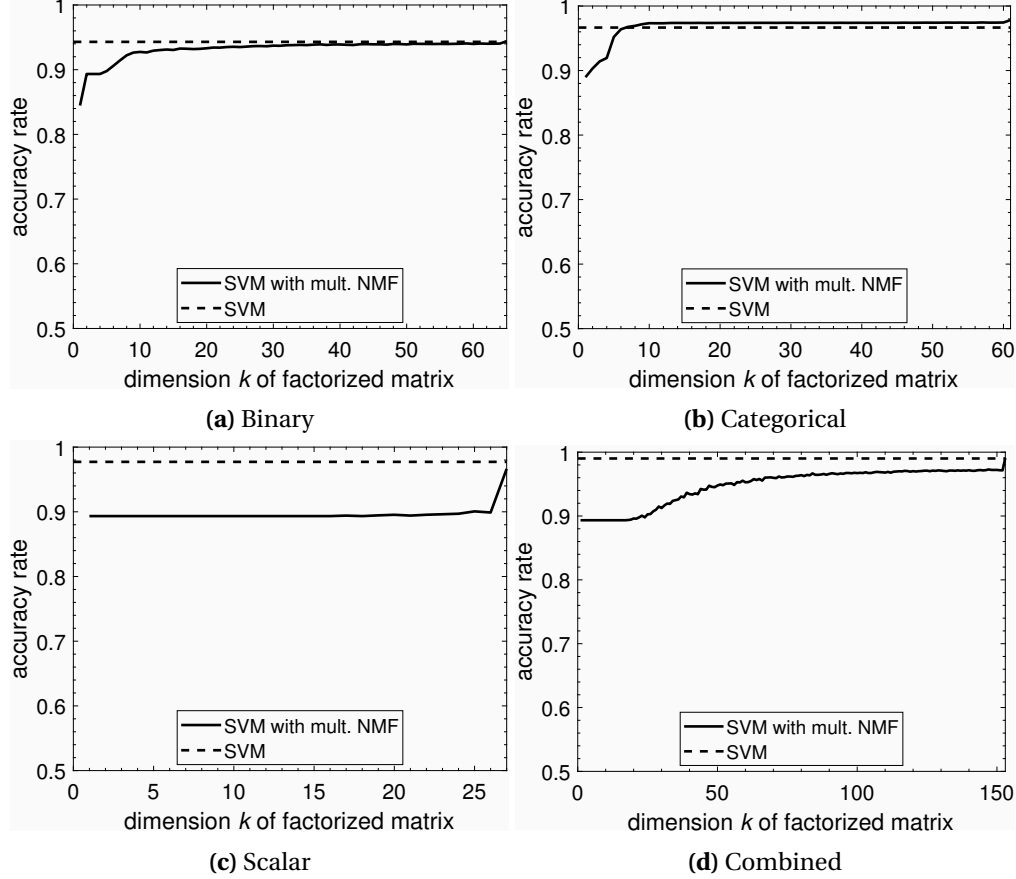 1
0.9
0.8
0.7
0.6
0.5
accuracy rate
SVM with mult. NMF
SVM
0 10 20 30 40 50 60
dimension k of factorized matrix
(a) Binary
1
0.9
0.8
0.7
0.6
0.5
accuracy rate
SVM with mult. NMF
SVM
0 10 20 30 40 50 60
dimension k of factorized matrix
(b) Categorical
1
0.9
0.8
0.7
0.6
0.5
accuracy rate
SVM with mult. NMF
SVM
0 5 10 15 20 25
dimension k of factorized matrix
(c) Scalar
1
0.9
0.8
0.7
0.6
0.5
accuracy rate
SVM with mult. NMF
SVM
0 50 100 150
dimension k of factorized matrix
(d) Combined